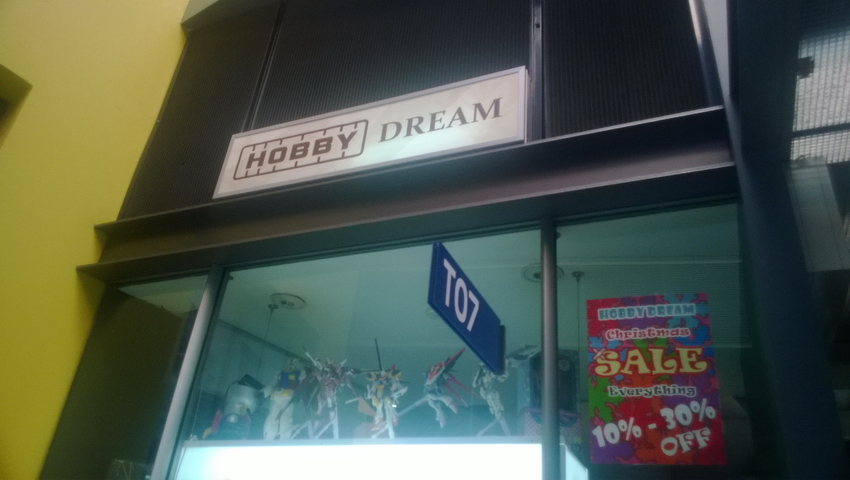 HOBBY DREAM
T07
HOBBY DREAM
Christmas
SALE
Everything
10% - 30%
OFF